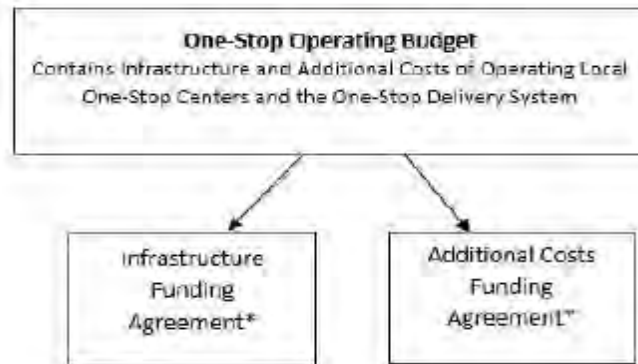 One-Stop Operating Budget
Contains Infrastructure and Additional Costs of Operating Local
One-Stop Centers and the One-Stop Delivery System
Infrastructure
Funding
Agreement*
Additional Costs
Funding
Agreement*